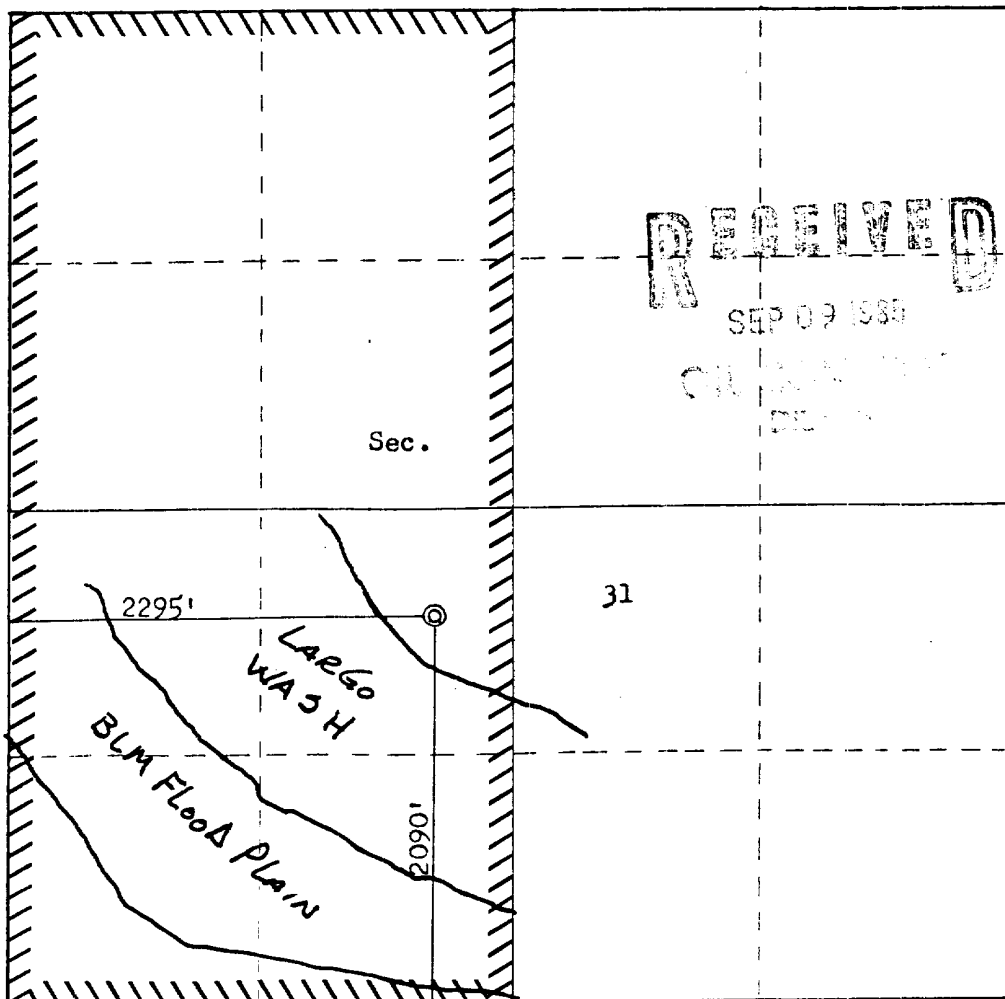 RECEIVED
SEP 09 1985
Sec.
31
2295'
LARGO
WASH
BLM FLOOD PLAIN
2090'